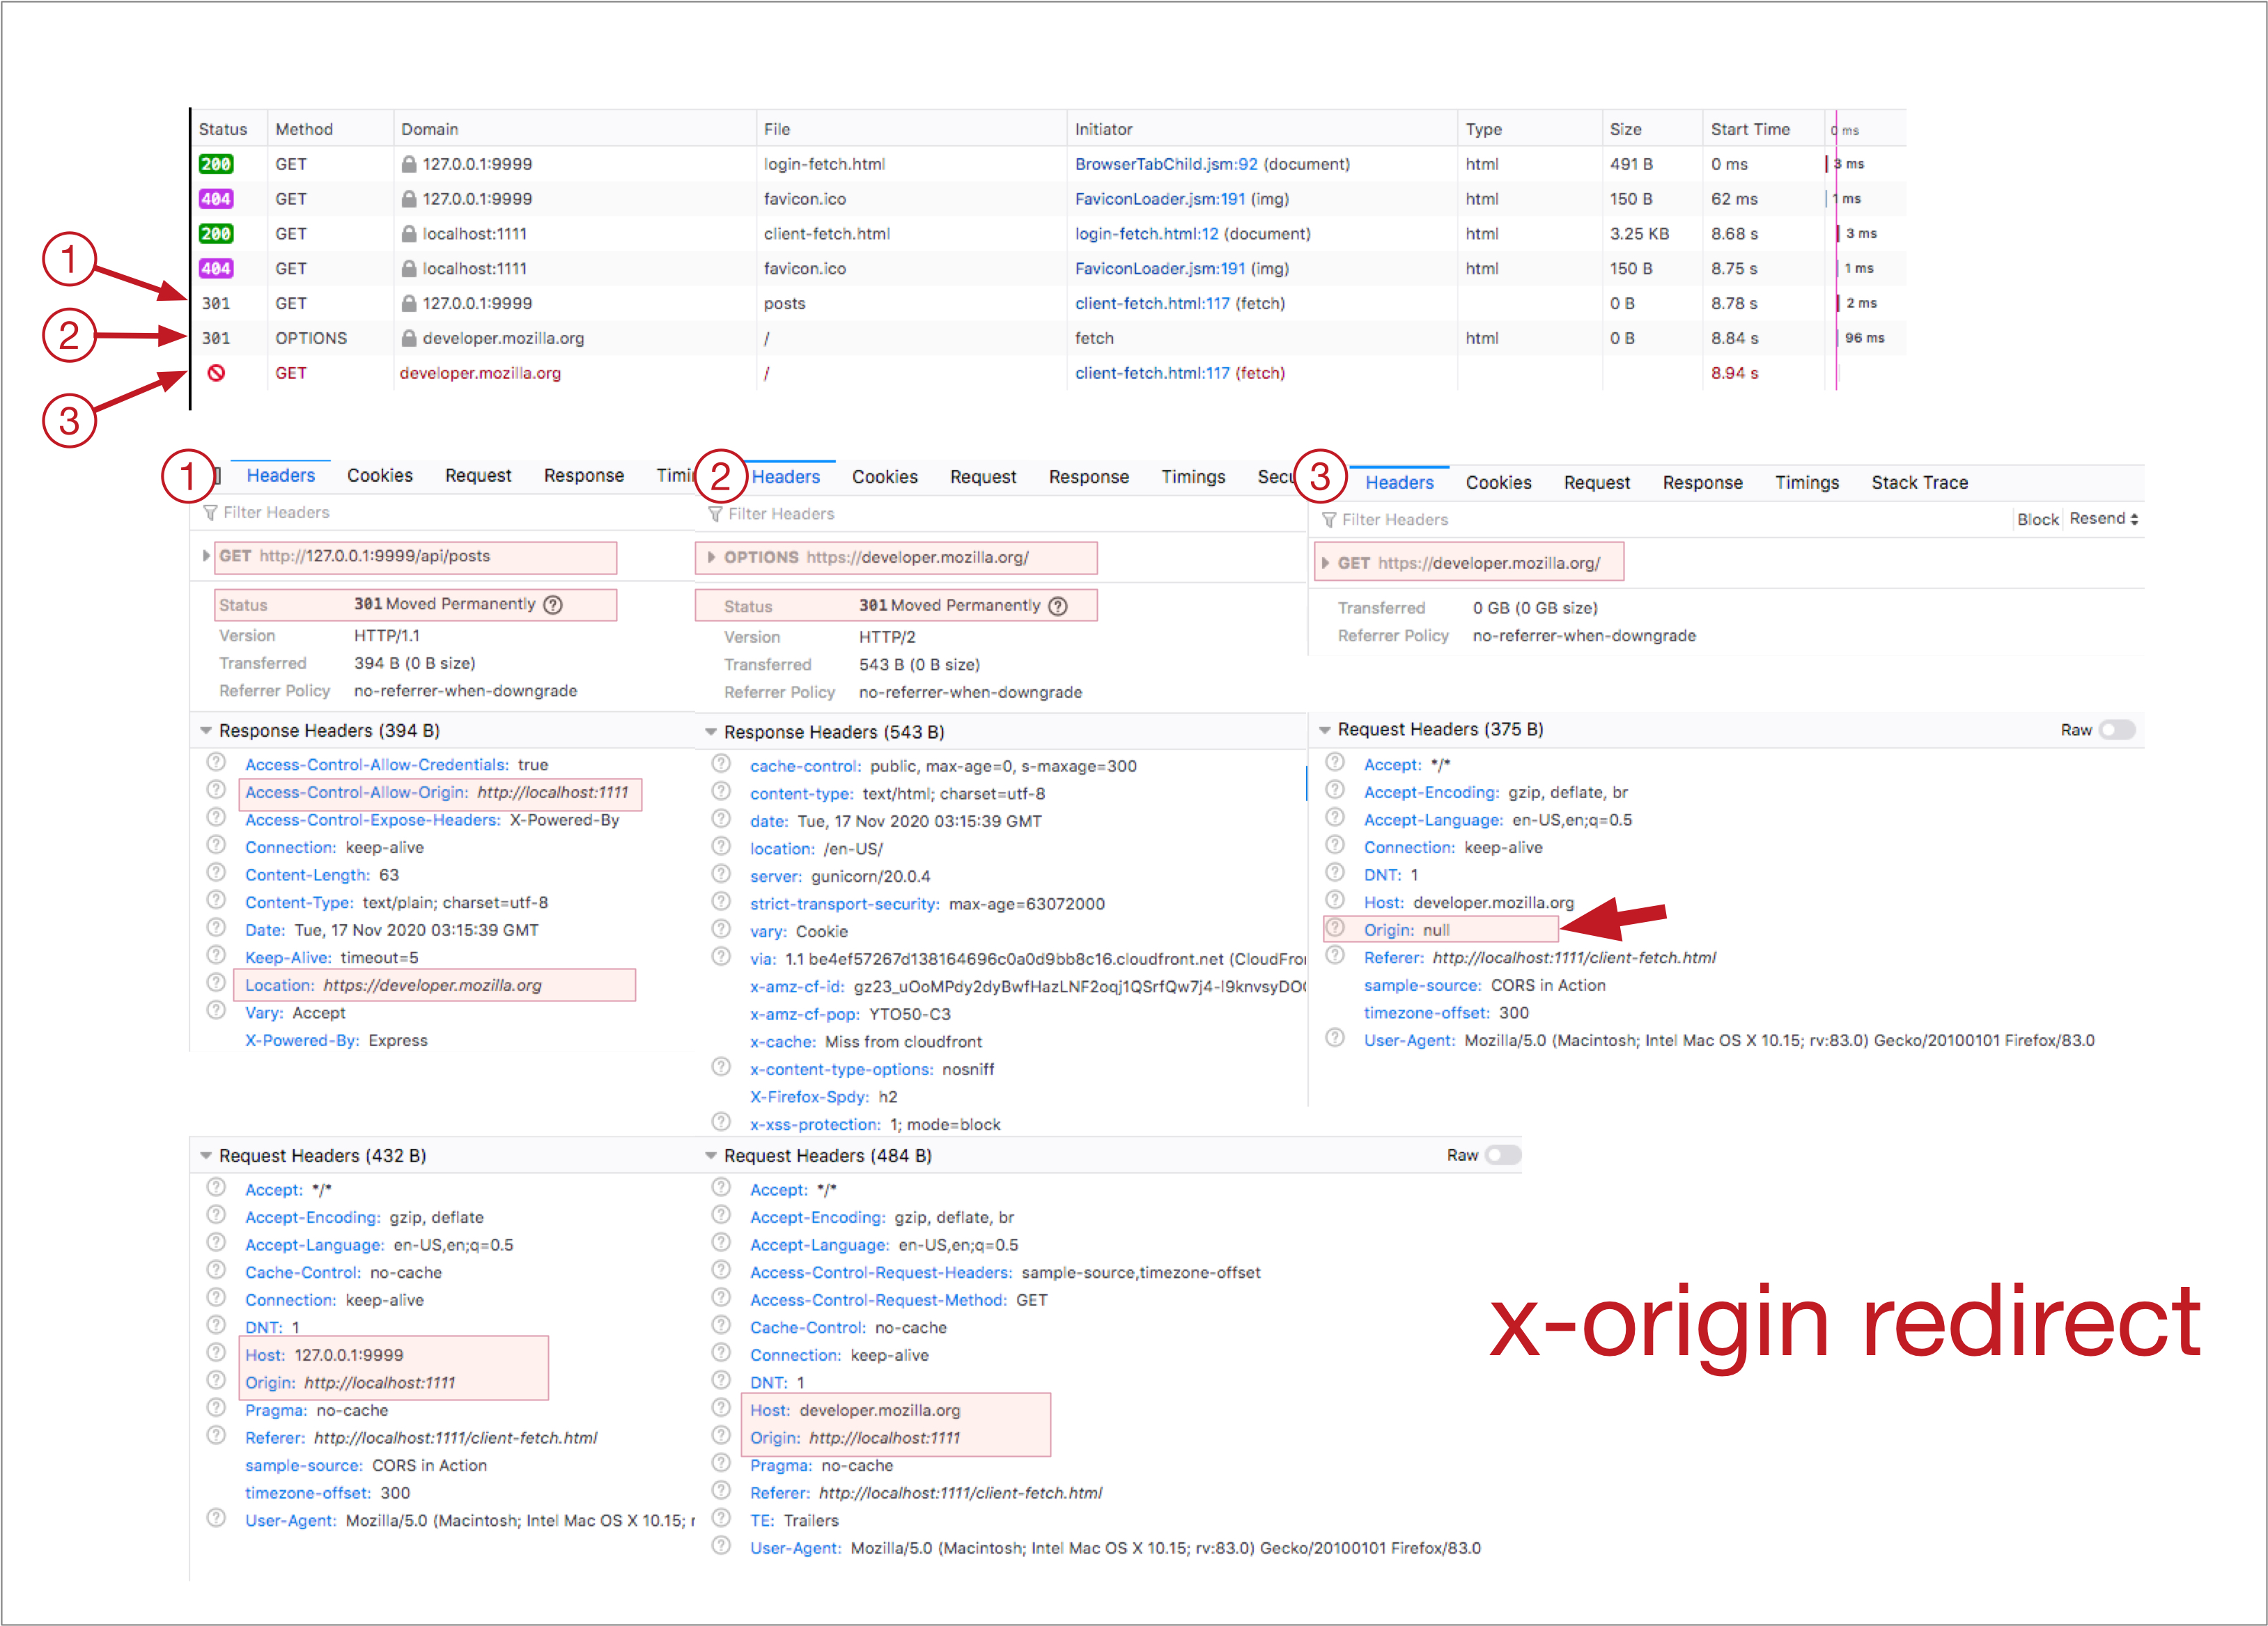 Status Method Domain File Initiator Type Size Start Time 0 ms
200 GET 127.0.0.1:9999 login-fetch.html BrowserTabChild.jsm:92 (document) html 491 B 0 ms 3 ms
404 GET 127.0.0.1:9999 favicon.ico FaviconLoader.jsm:191 (img) html 150 B 62 ms 1 ms
200 GET localhost:1111 client-fetch.html login-fetch.html:12 (document) html 3.25 KB 8.68 s 3 ms
1
404 GET localhost:1111 favicon.ico FaviconLoader.jsm:191 (img) html 150 B 8.75 s 1 ms
301 GET 127.0.0.1:9999 posts client-fetch.html:117 (fetch) 0 B 8.78 s 2 ms
2
301 OPTIONS developer.mozilla.org / fetch html 0 B 8.84 s 96 ms
GET developer.mozilla.org / client-fetch.html:117 (fetch) 8.94 s
3
1
Headers Cookies Request Response Timi
Filter Headers
GET http://127.0.0.1:9999/api/posts
Status 301 Moved Permanently
Version HTTP/1.1
Transferred 394 B (0 B size)
Referrer Policy no-referrer-when-downgrade
Response Headers (394 B)
Access-Control-Allow-Credentials: true
Access-Control-Allow-Origin: http://localhost:1111
Access-Control-Expose-Headers: X-Powered-By
Connection: keep-alive
Content-Length: 63
Content-Type: text/plain; charset=utf-8
Date: Tue, 17 Nov 2020 03:15:39 GMT
Keep-Alive: timeout=5
Location: https://developer.mozilla.org
Vary: Accept
X-Powered-By: Express
Request Headers (432 B)
Accept: */*
Accept-Encoding: gzip, deflate
Accept-Language: en-US,en;q=0.5
Cache-Control: no-cache
Connection: keep-alive
DNT: 1
Host: 127.0.0.1:9999
Origin: http://localhost:1111
Pragma: no-cache
Referer: http://localhost:1111/client-fetch.html
sample-source: CORS in Action
timezone-offset: 300
User-Agent: Mozilla/5.0 (Macintosh; Intel Mac OS X 10.15; r
2
Headers Cookies Request Response Timings Secu
Filter Headers
OPTIONS https://developer.mozilla.org/
Status 301 Moved Permanently
Version HTTP/2
Transferred 543 B (0 B size)
Referrer Policy no-referrer-when-downgrade
Response Headers (543 B)
cache-control: public, max-age=0, s-maxage=300
content-type: text/html; charset=utf-8
date: Tue, 17 Nov 2020 03:15:39 GMT
location: /en-US/
server: gunicorn/20.0.4
strict-transport-security: max-age=63072000
vary: Cookie
via: 1.1 be4ef57267d138164696c0a0d9bb8c16.cloudfront.net (CloudFro
x-amz-cf-id:
x-amz-cf-pop: YTO50-C3
x-cache: Miss from cloudfront
x-content-type-options: nosniff
X-Firefox-Spdy: h2
x-xss-protection: 1; mode=block
Request Headers (484 B) Raw
Accept: */*
Accept-Encoding: gzip, deflate, br
Accept-Language: en-US,en;q=0.5
Access-Control-Request-Headers: sample-source,timezone-offset
Access-Control-Request-Method: GET
Cache-Control: no-cache
Connection: keep-alive
DNT: 1
Host: developer.mozilla.org
Origin: http://localhost:1111
Pragma: no-cache
Referer: http://localhost:1111/client-fetch.html
TE: Trailers
User-Agent: Mozilla/5.0 (Macintosh; Intel Mac OS X 10.15; rv:83.0) Gecko/20100101 Firefox/83.0
3
Headers Cookies Request Response Timings Stack Trace
Filter Headers Block Resend
GET https://developer.mozilla.org/
Transferred 0 GB (0 GB size)
Referrer Policy no-referrer-when-downgrade
Request Headers (375 B) Raw
Accept: */*
Accept-Encoding: gzip, deflate, br
Accept-Language: en-US,en;q=0.5
Connection: keep-alive
DNT: 1
Host: developer.mozilla.org
Origin: null
Referer: http://localhost:1111/client-fetch.html
sample-source: CORS in Action
timezone-offset: 300
User-Agent: Mozilla/5.0 (Macintosh; Intel Mac OS X 10.15; rv:83.0) Gecko/20100101 Firefox/83.0
x-origin redirect